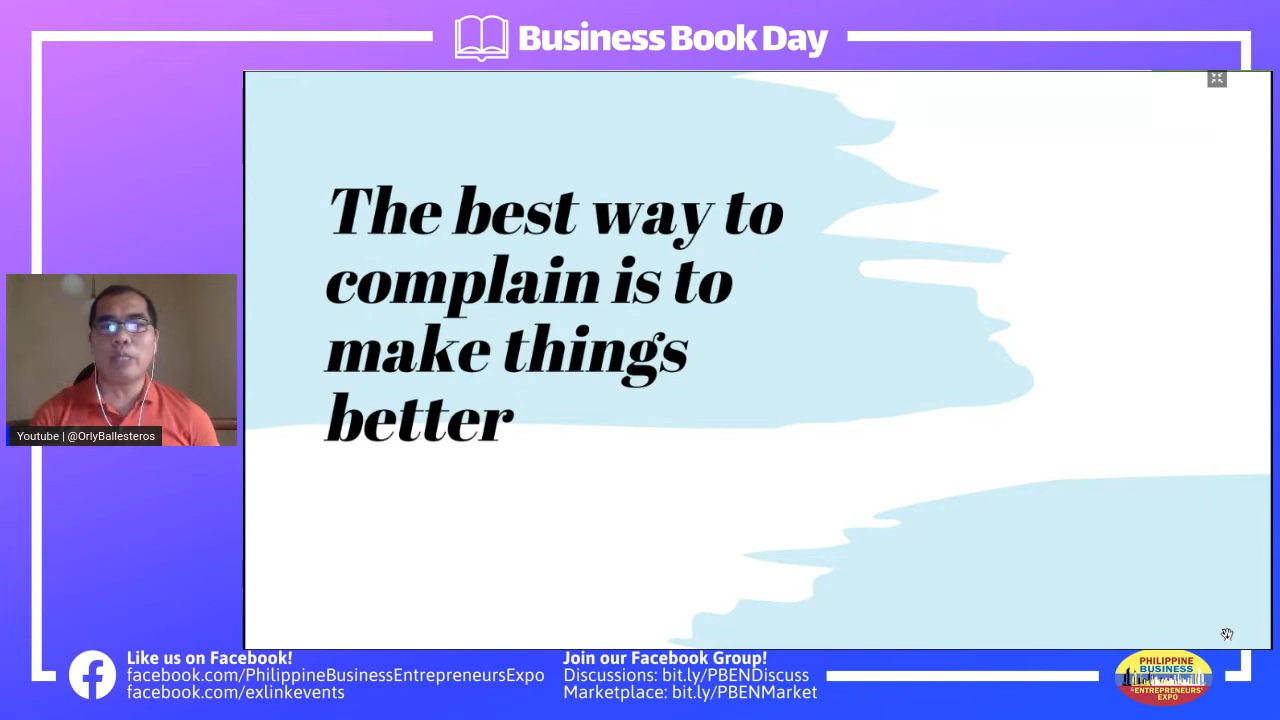 Business Book Day
The best way to
complain is to
make things
better
Youtube | @OrlyBallesteros
Like us on Facebook!
facebook.com/PhilippineBusinessEntrepreneursExpo
facebook.com/exlinkevents
Join our Facebook Group!
Discussions: bit.ly/PBENDiscuss
Marketplace: bit.ly/PBENMarket
PHILIPPINE
BUSINESS
& ENTREPRENEURS'
EXPO